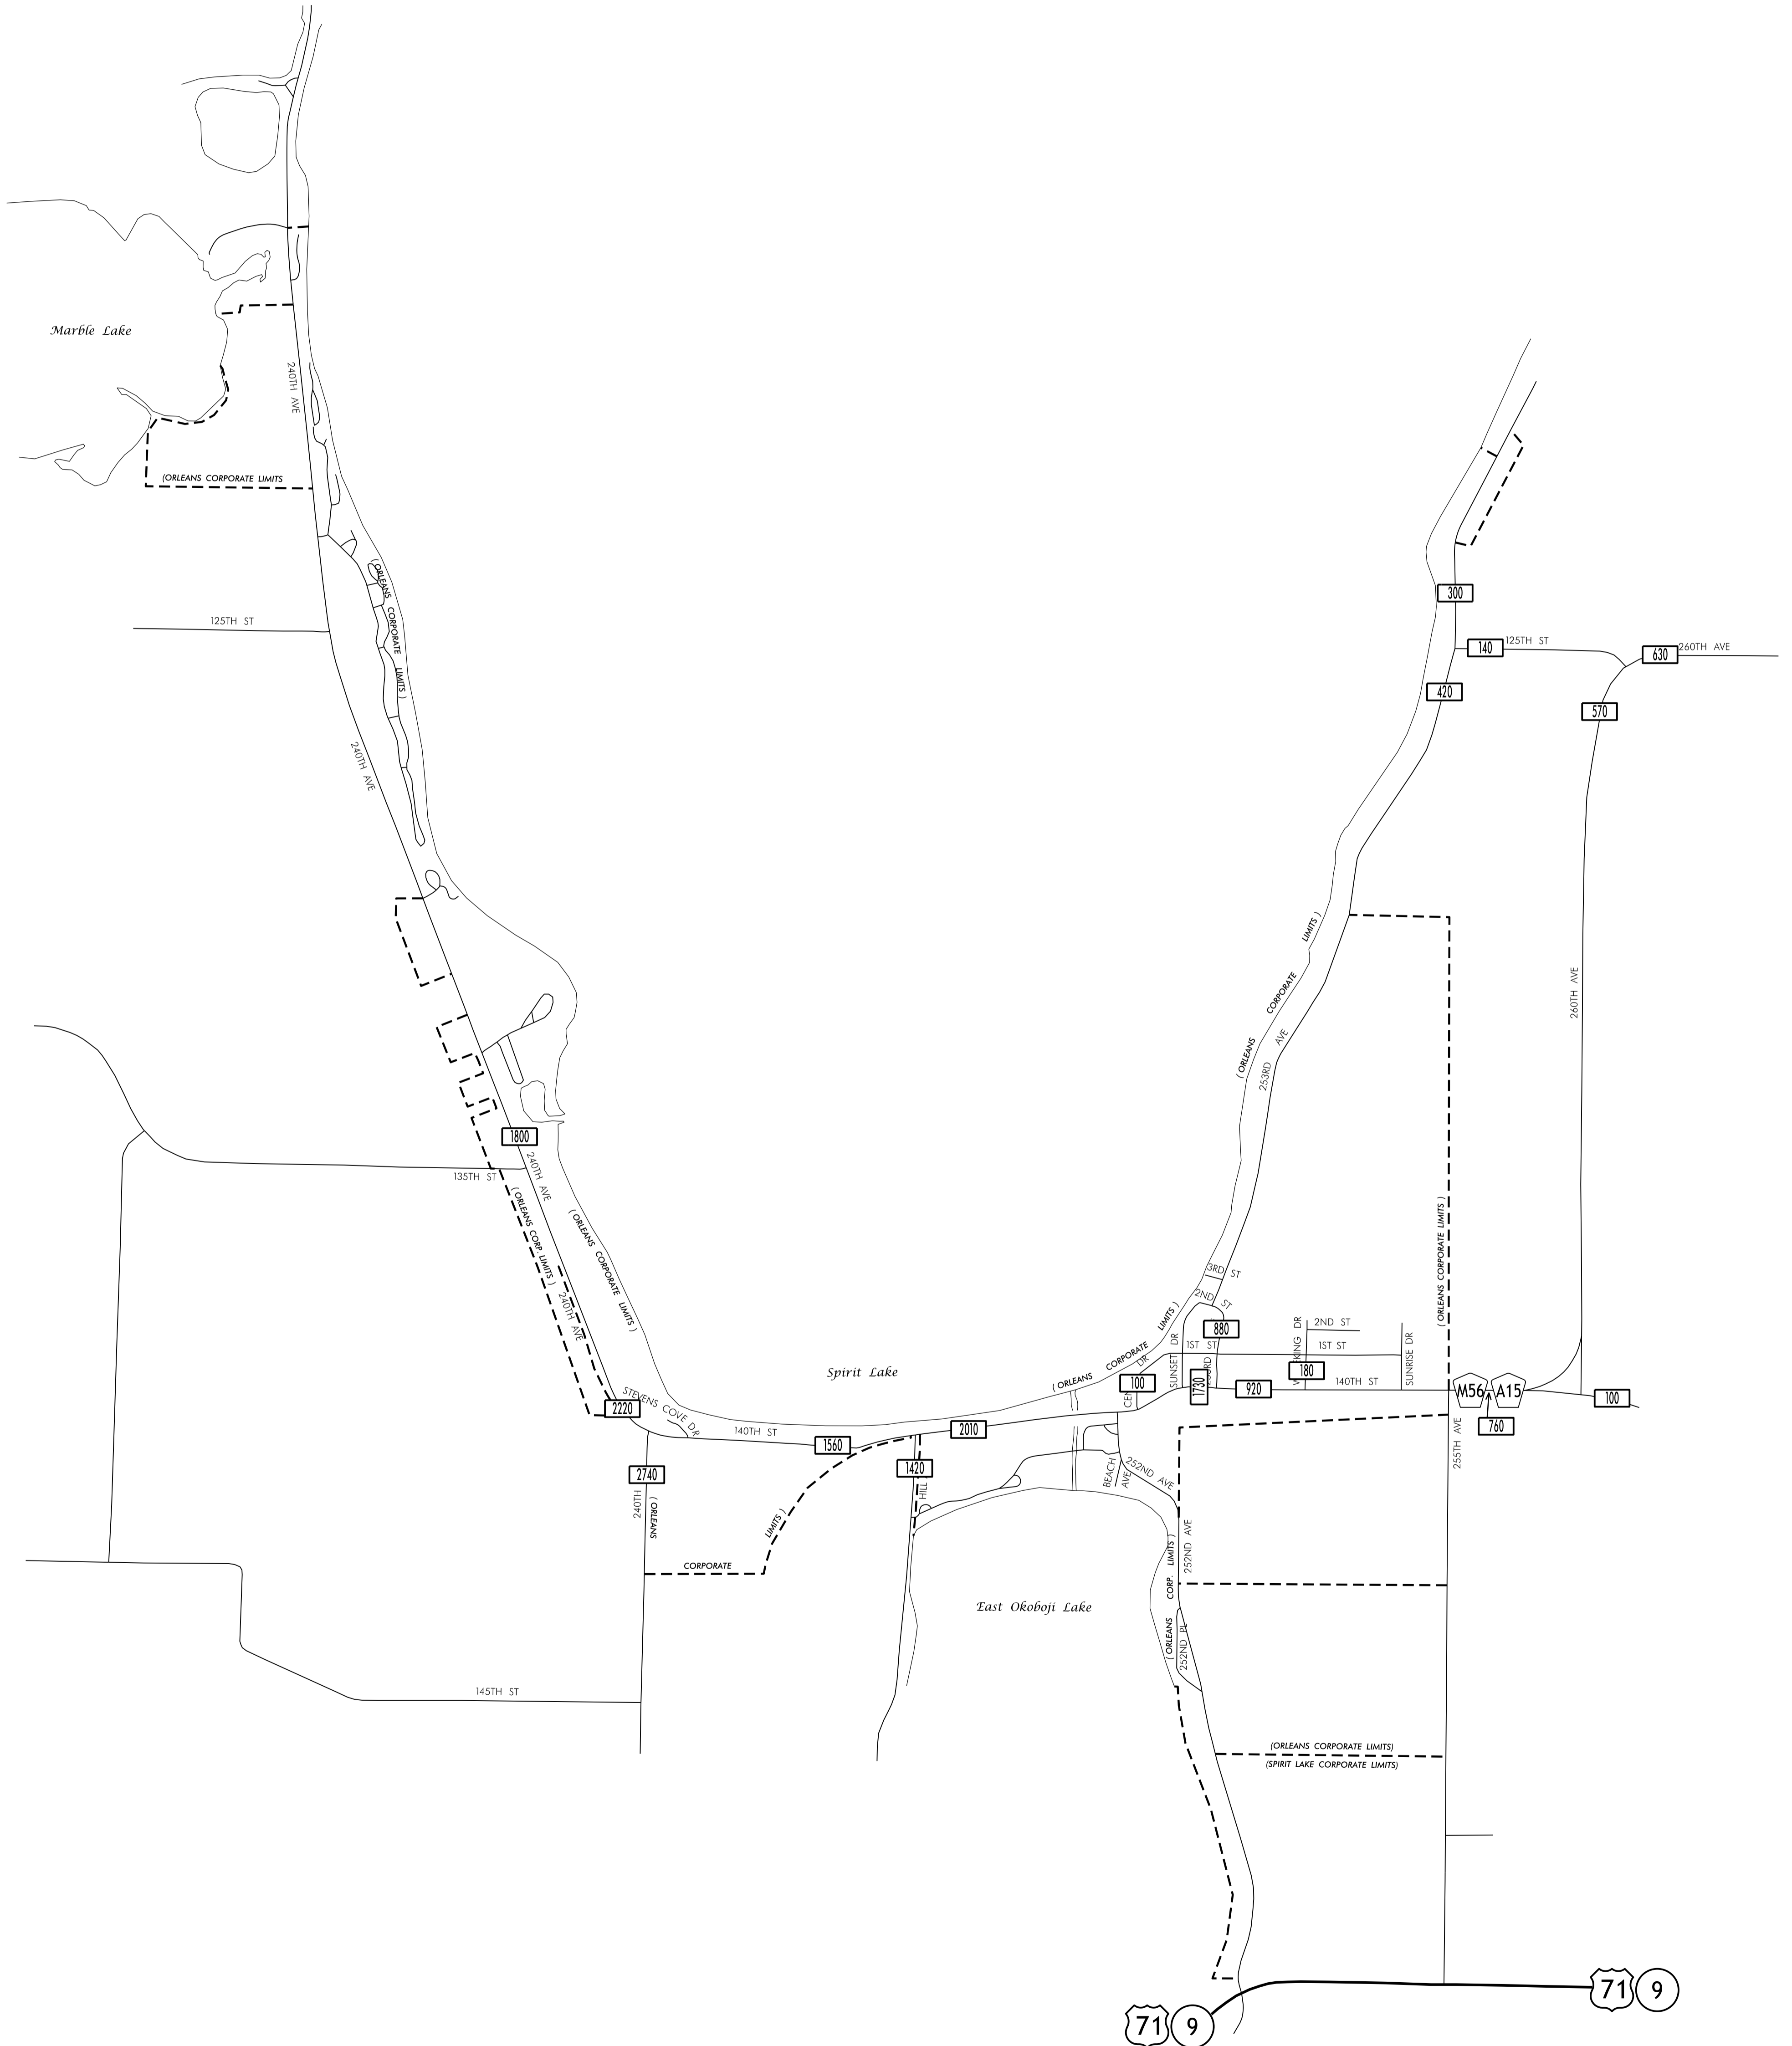 Marble Lake
240TH AVE
(ORLEANS CORPORATE LIMITS
( ORLEANS CORPORATE LIMITS )
300
125TH ST
140
125TH ST
630
260TH AVE
420
570
240TH AVE
( ORLEANS CORPORATE LIMITS )
260TH AVE
253RD AVE
1800
240TH AVE
135TH ST
( ORLEANS CORP. LIMITS )
( ORLEANS CORPORATE LIMITS )
( ORLEANS CORPORATE LIMITS )
240TH AVE
3RD ST
2ND ST
880
2ND ST
1ST ST
1ST ST
SUNSET DR
SUNRISE DR
( ORLEANS CORPORATE LIMITS )
Spirit Lake
DR
CEN
100
1730
180
920
140TH ST
M56
A15
100
760
2220
STEVENS COVE DR
140TH ST
1560
2010
2740
1420
HILL
255TH AVE
240TH
( ORLEANS
CORPORATE
LIMITS )
BEACH AVE
252ND AVE
252ND AVE
( ORLEANS CORP. LIMITS )
East Okoboji Lake
252ND PL
145TH ST
(ORLEANS CORPORATE LIMITS)
(SPIRIT LAKE CORPORATE LIMITS)
71
9
71
9